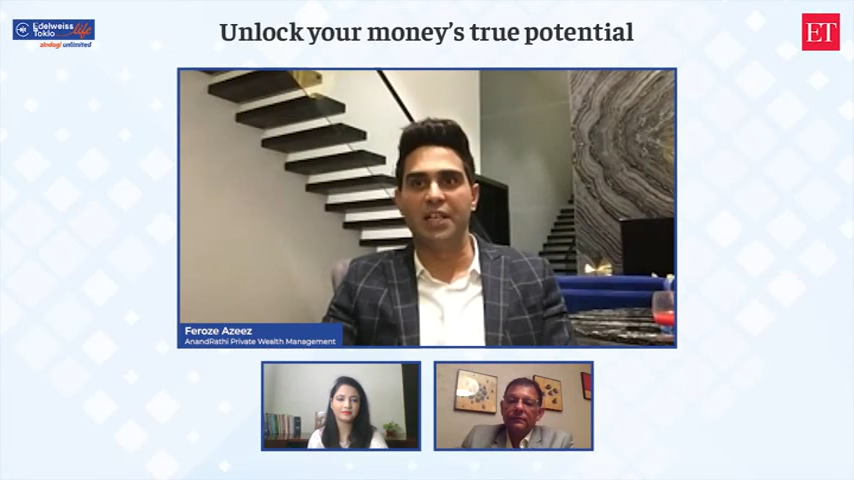 Edelweiss
Tokio life
zindagi unlimited
Unlock your money's true potential
ET
Feroze Azeez
AnandRathi Private Wealth Management